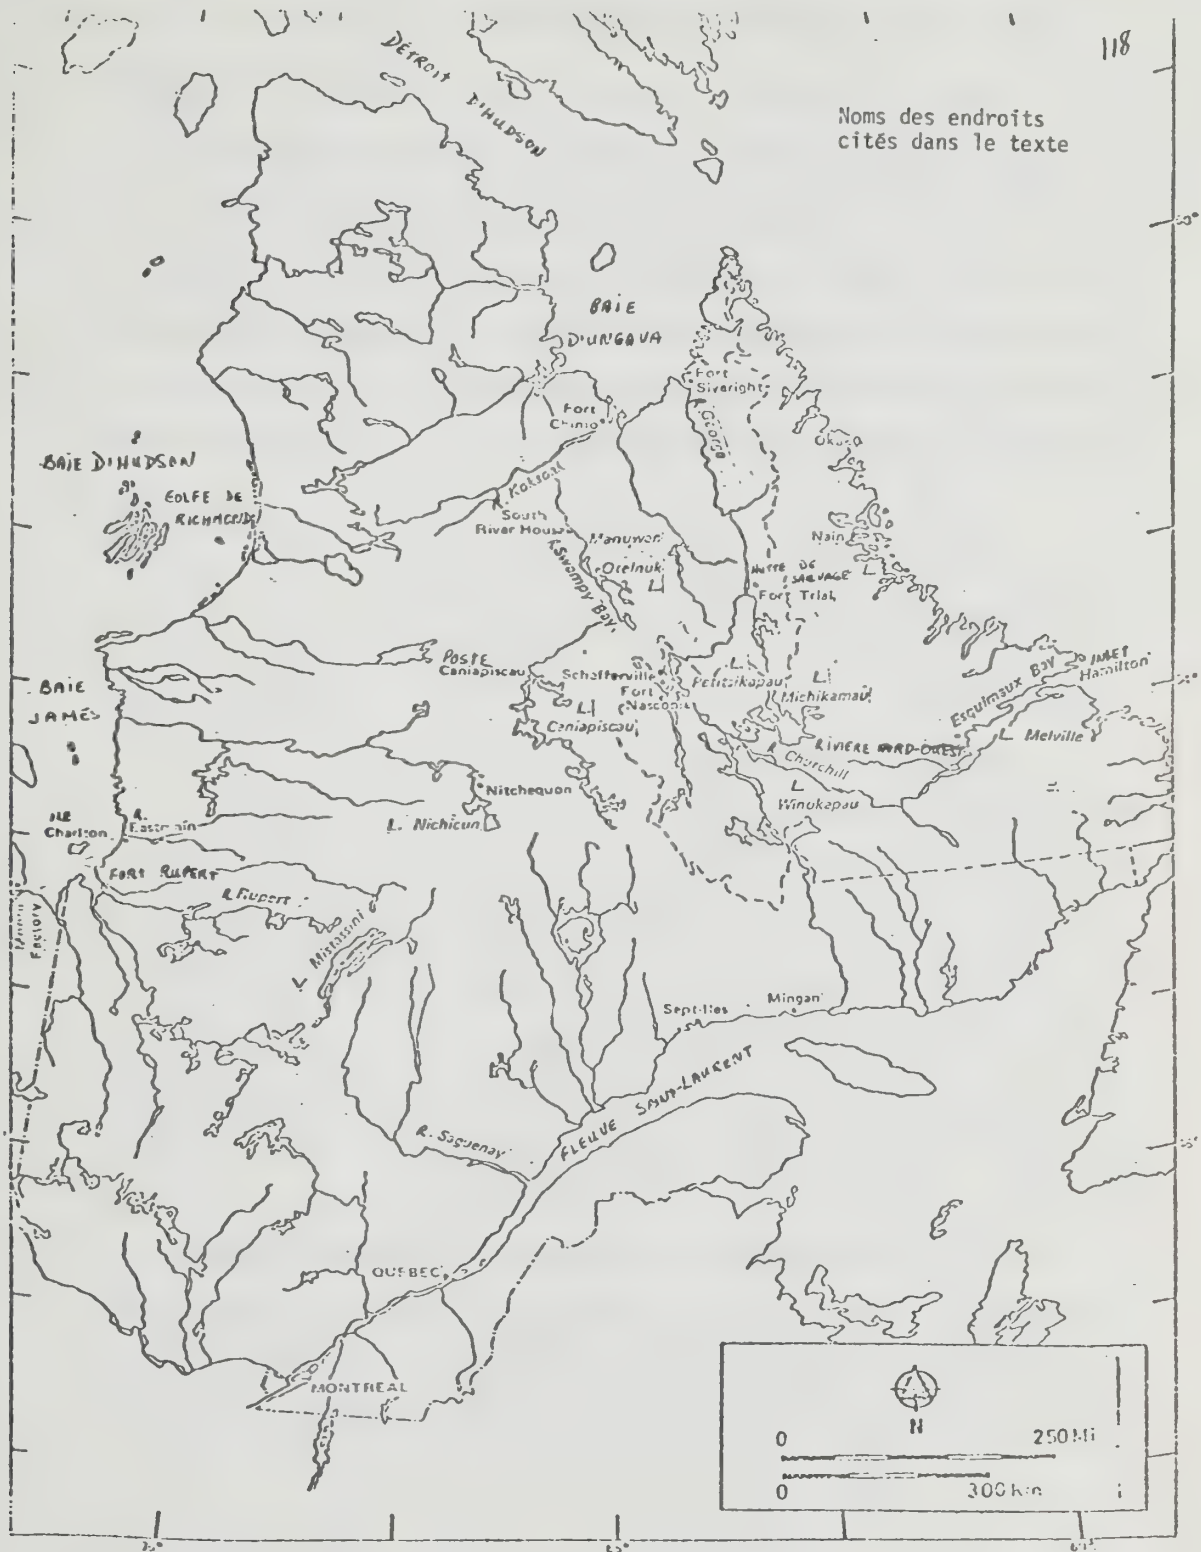 118
DÉTROIT
D'HUDSON
Noms des endroits
cités dans le texte
BAIE
D'UNGAVA
Fort
Siveright
Fort
Chimo
R. George
Okak
BAIE D'HUDSON
GOLFE DE
RICHMOND
R. Koksoak
South
River House
Nain
L
Otelnuk
L
R. Swampy Bay
HUTTE DE
SAUVAGE
Fort Trial
POSTE
Caniapiscau
Schefferville
Fort
Nascopie
L
Petitsikapau
L
Michikamau
L
Caniapiscau
Esquimaux Bay
INLET
Hamilton
L Melville
BAIE
JAMES
RIVIÈRE NORD-OUEST
R. Churchill
L
Winokapau
Nitchequon
L. Nichicun
ILE
Charlton
R.
Eastmain
FORT RUPERT
R. Rupert
Factory
L Mistassini
Sept-Iles
Mingan
FLEUVE SAINT-LAURENT
R. Saguenay
QUÉBEC
MONTRÉAL
N
0
250 Mi
0
300 km